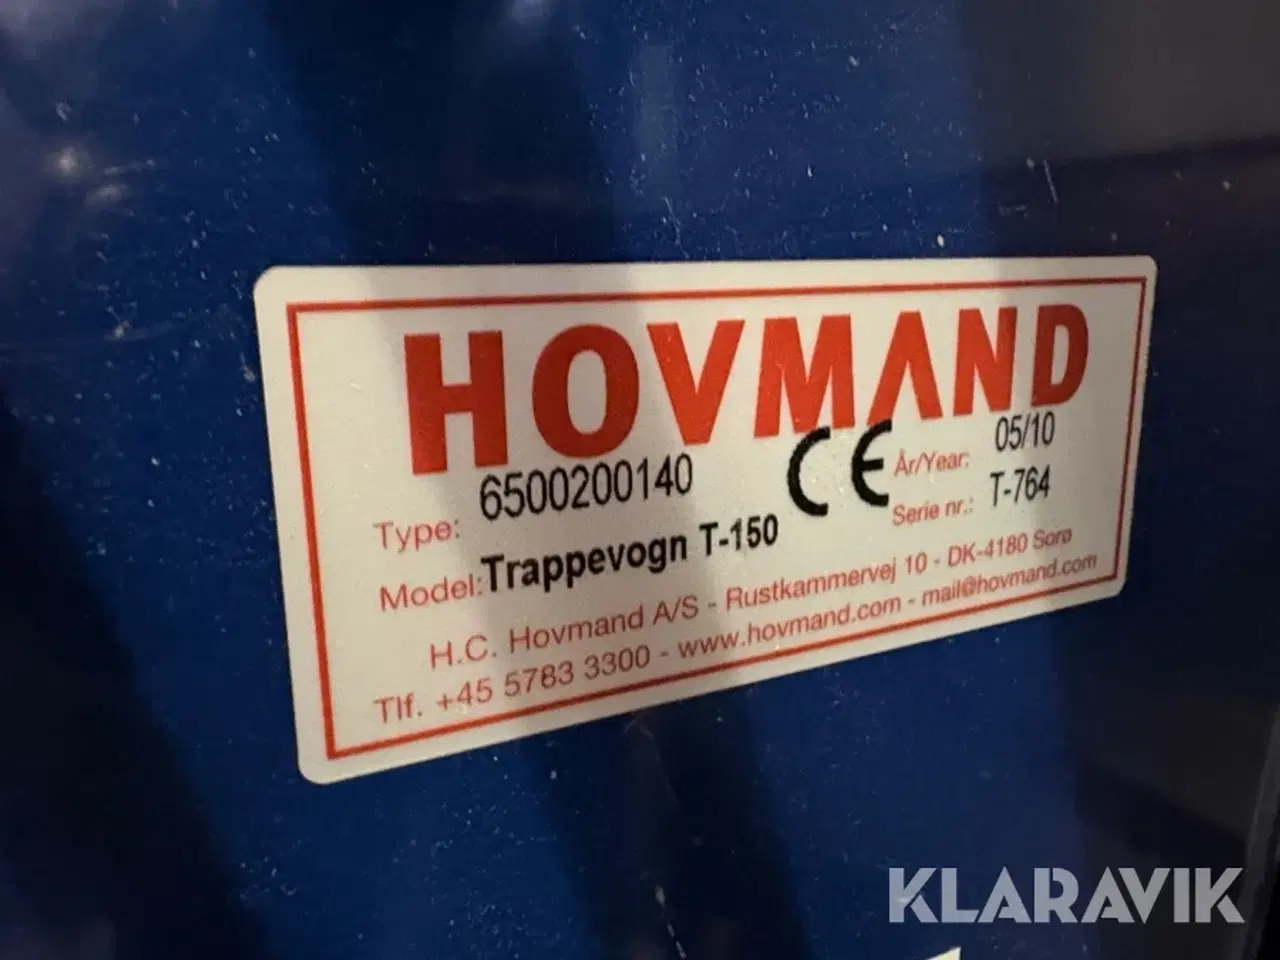 HOVMAND
Type: 6500200140
CE
År/Year: 05/10
Model: Trappevogn T-150
Serie nr.: T-764
H.C. Hovmand A/S - Rustkammervej 10 - DK-4180 Sorø
Tlf. +45 5783 3300 - www.hovmand.com - mail@hovmand.com
KLARAVIK